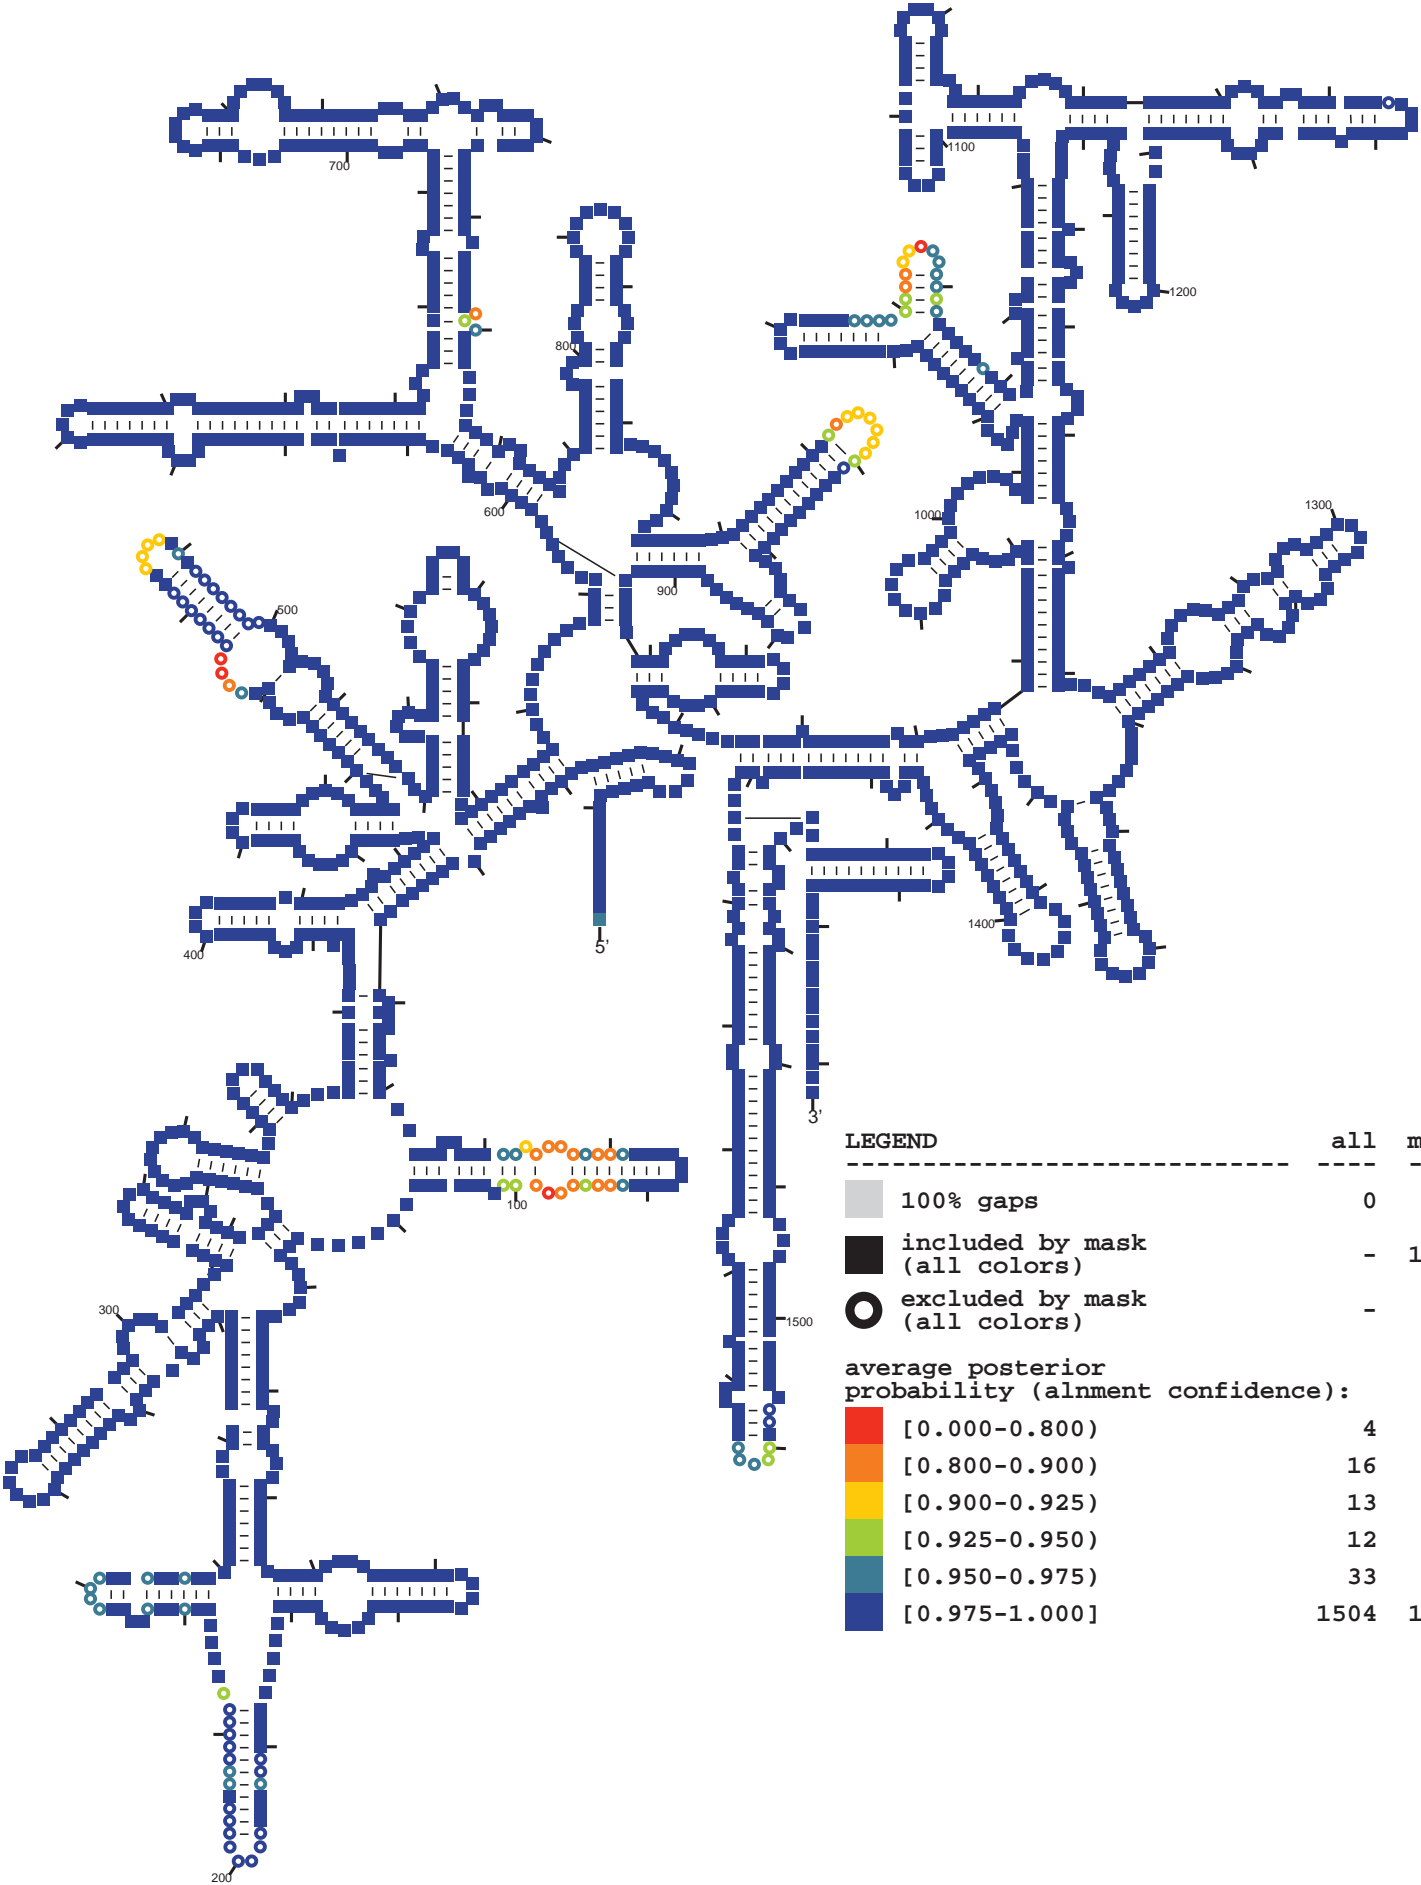 700
1100
1200
800
600
900
1000
1300
500
400
5’
1400
3’
100
300
1500
200
LEGEND all m
------------------------------ ---- -
100% gaps 0
included by mask
(all colors) - 1
excluded by mask
(all colors) -
average posterior
probability (alnment confidence):
[0.000-0.800) 4
[0.800-0.900) 16
[0.900-0.925) 13
[0.925-0.950) 12
[0.950-0.975) 33
[0.975-1.000] 1504 1